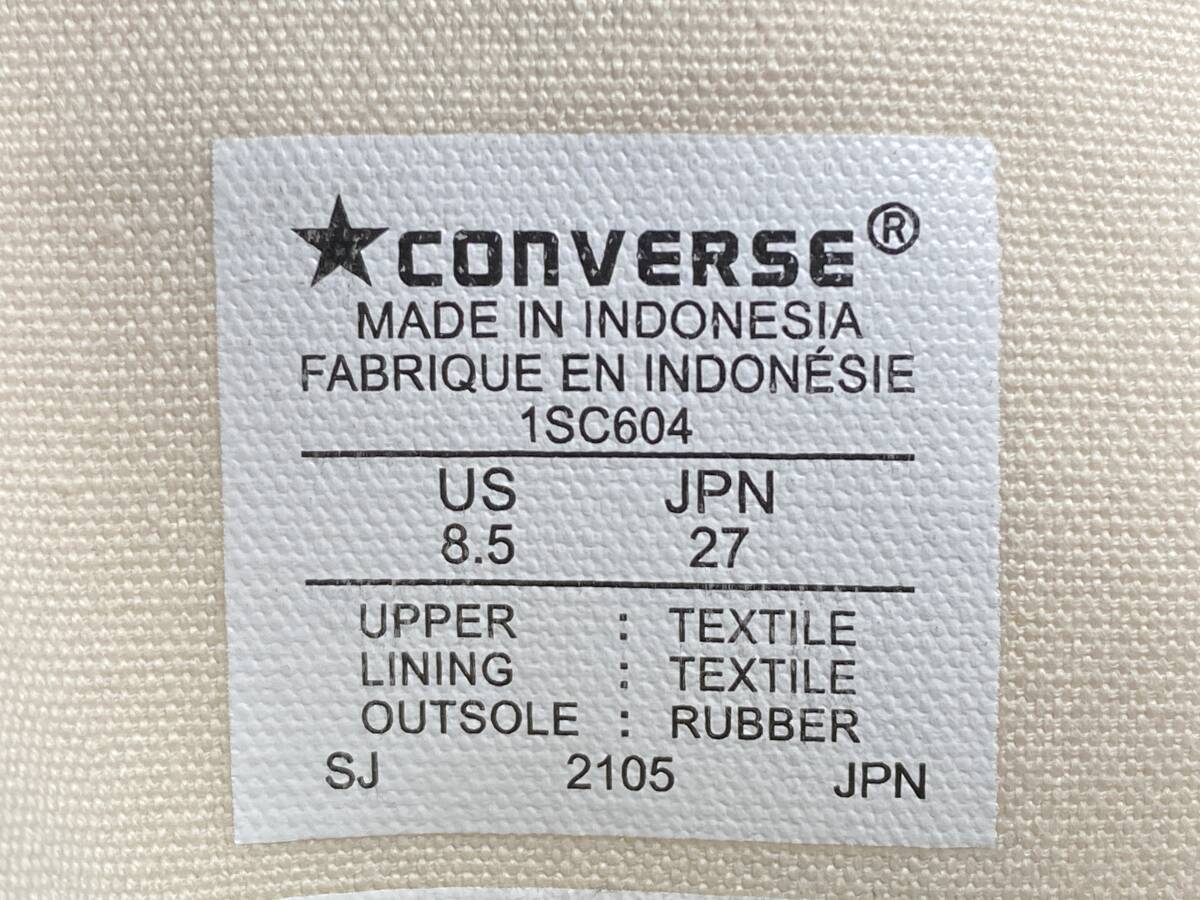 ★CONVERSE®
MADE IN INDONESIA
FABRIQUE EN INDONÉSIE
1SC604
US JPN
8.5 27
UPPER : TEXTILE
LINING : TEXTILE
OUTSOLE : RUBBER
SJ 2105 JPN